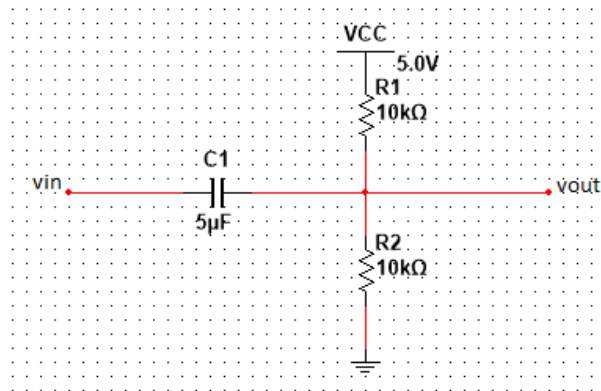 VCC
5.0V
R1
10kΩ
C1
vin
vout
5µF
R2
10kΩ